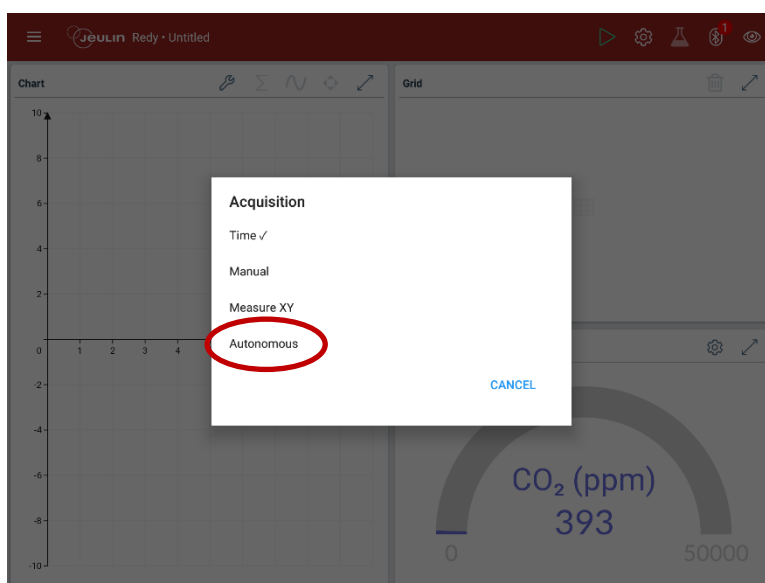 Jeulin Redy • Untitled
1
Chart
Grid
10
8
6
4
2
0
1 2 3 4
-2
-4
-6
-8
-10
Acquisition
Time ✓
Manual
Measure XY
Autonomous
CANCEL
CO₂ (ppm)
393
0 50000